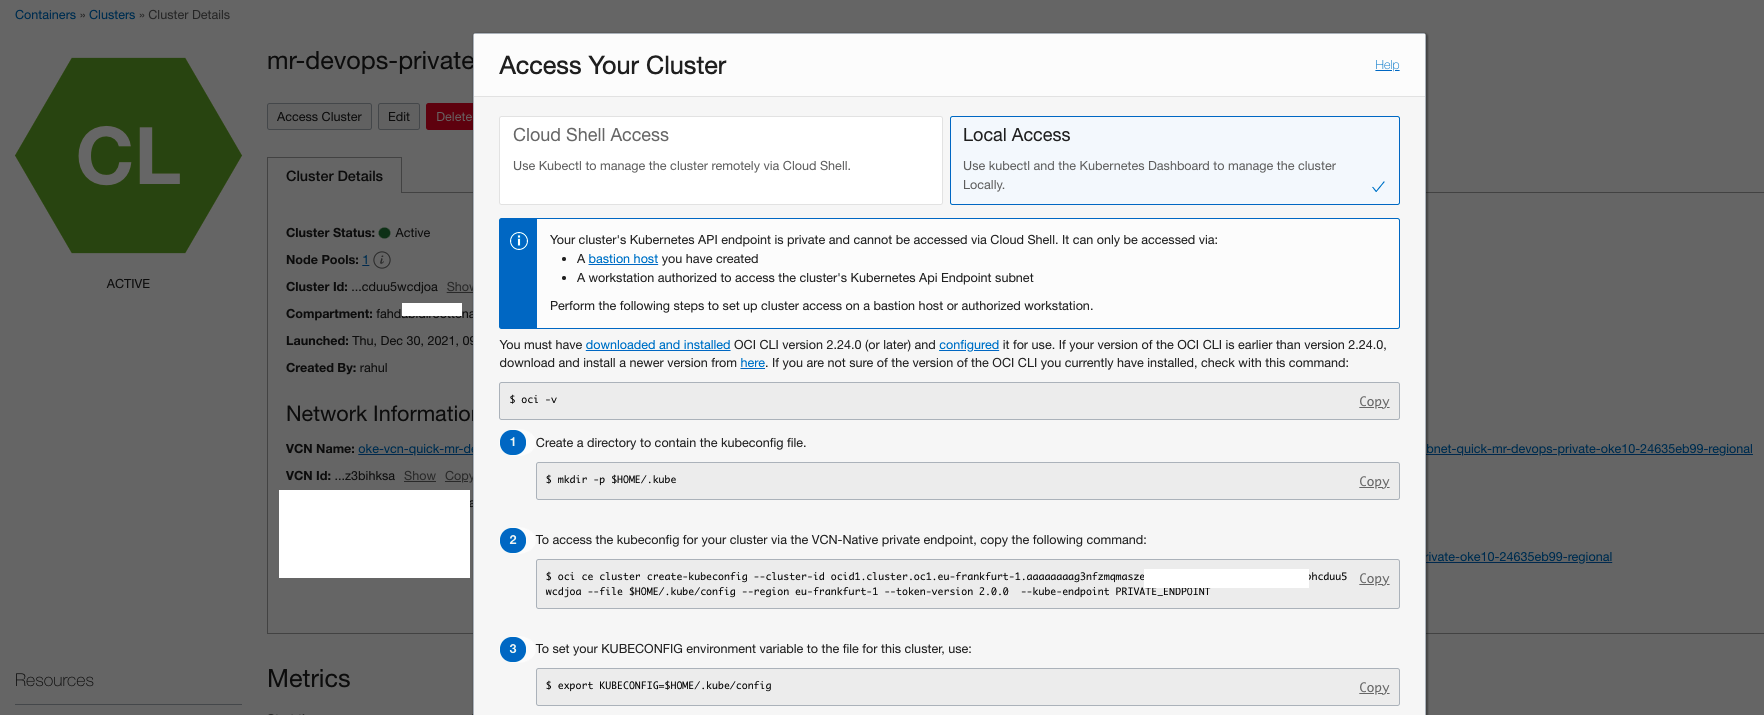 Containers » Clusters » Cluster Details
CL
ACTIVE
mr-devops-private
Access Cluster
Edit
Delete
Cluster Details
Cluster Status: Active
Node Pools: 1
Cluster Id: ...cduu5wcdjoa Show
Compartment:
Launched: Thu, Dec 30, 2021, 09
Created By: rahul
Network Information
VCN Name: oke-vcn-quick-mr-de
VCN Id: ...z3bihksa Show Copy
Resources
Metrics
Access Your Cluster
Help
Cloud Shell Access
Use Kubectl to manage the cluster remotely via Cloud Shell.
Local Access
Use kubectl and the Kubernetes Dashboard to manage the cluster
Locally.
Your cluster's Kubernetes API endpoint is private and cannot be accessed via Cloud Shell. It can only be accessed via:
• A bastion host you have created
• A workstation authorized to access the cluster's Kubernetes Api Endpoint subnet
Perform the following steps to set up cluster access on a bastion host or authorized workstation.
You must have downloaded and installed OCI CLI version 2.24.0 (or later) and configured it for use. If your version of the OCI CLI is earlier than version 2.24.0,
download and install a newer version from here. If you are not sure of the version of the OCI CLI you currently have installed, check with this command:
$ oci -v
Copy
1 Create a directory to contain the kubeconfig file.
$ mkdir -p $HOME/.kube
Copy
2 To access the kubeconfig for your cluster via the VCN-Native private endpoint, copy the following command:
$ oci ce cluster create-kubeconfig --cluster-id ocid1.cluster.oc1.eu-frankfurt-1.aaaaaaaag3nfzmqmasze hcduu5
wcdjoa --file $HOME/.kube/config --region eu-frankfurt-1 --token-version 2.0.0 --kube-endpoint PRIVATE_ENDPOINT
Copy
3 To set your KUBECONFIG environment variable to the file for this cluster, use:
$ export KUBECONFIG=$HOME/.kube/config
Copy
bnet-quick-mr-devops-private-oke10-24635eb99-regional
rivate-oke10-24635eb99-regional